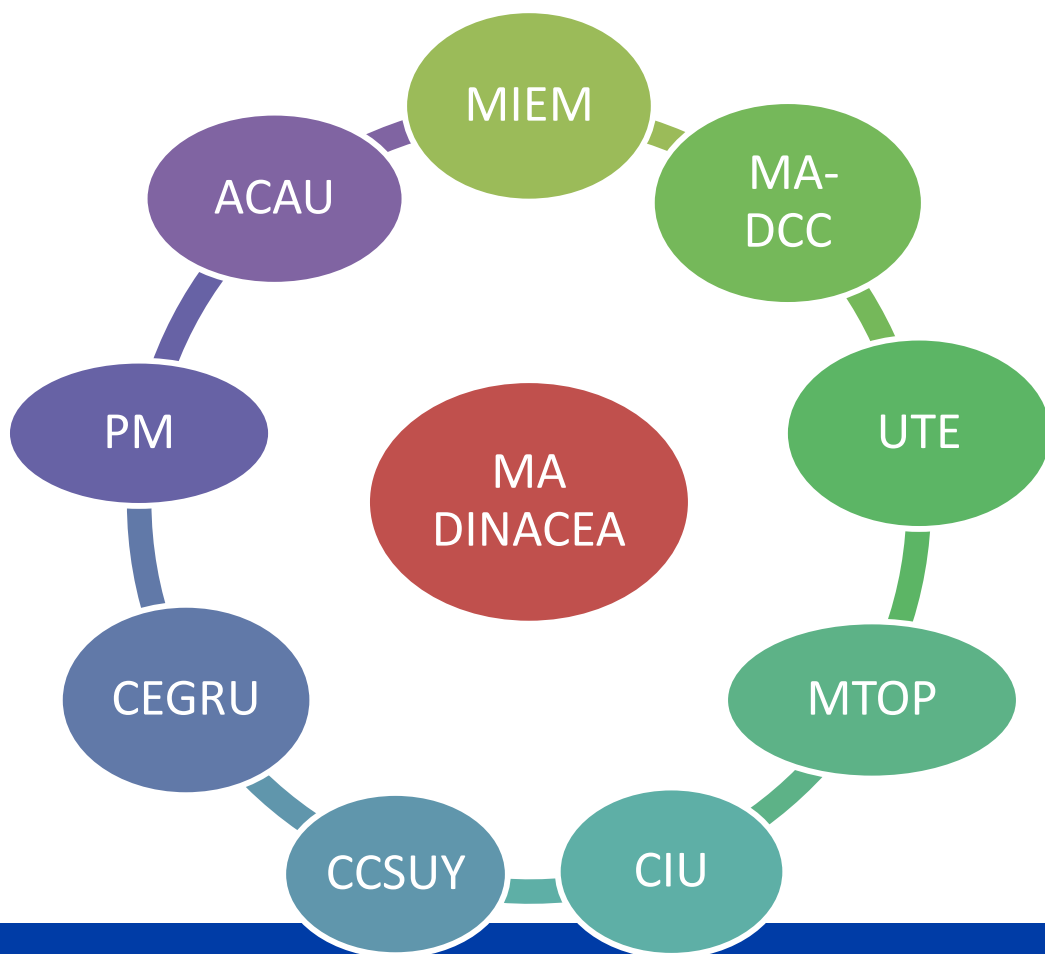 MIEM
MA-
DCC
UTE
MTOP
CIU
CCSUY
CEGRU
PM
ACAU
MA
DINACEA